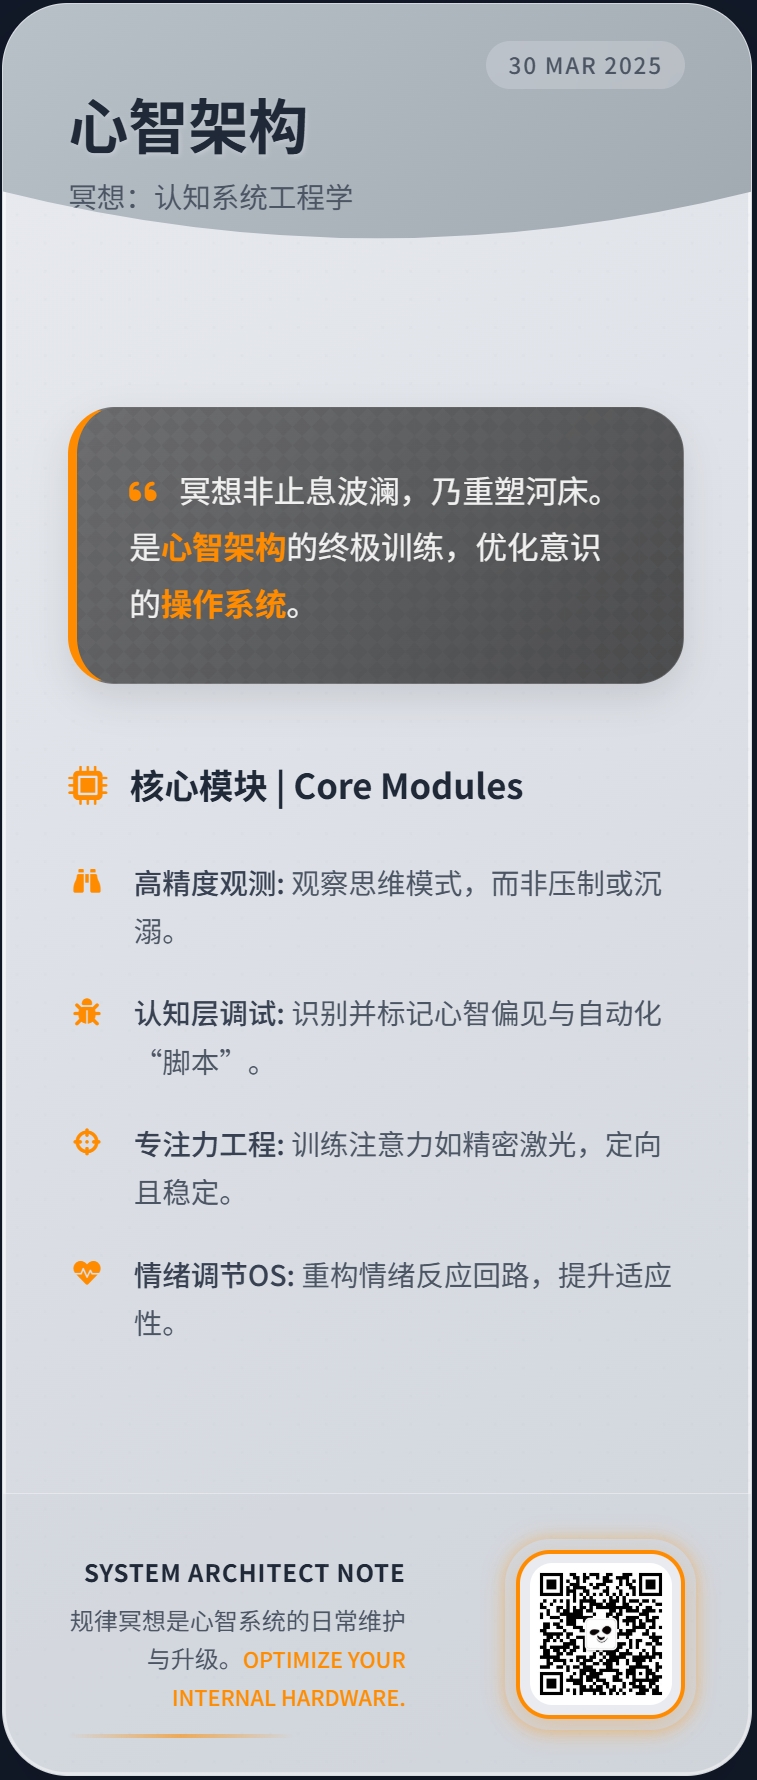 30 MAR 2025
心智架构
冥想：认知系统工程学
冥想非止息波澜，乃重塑河床。
是心智架构的终极训练，优化意识
的操作系统。
核心模块 | Core Modules
高精度观测: 观察思维模式，而非压制或沉
溺。
认知层调试: 识别并标记心智偏见与自动化
“脚本”。
专注力工程: 训练注意力如精密激光，定向
且稳定。
情绪调节OS: 重构情绪反应回路，提升适应
性。
SYSTEM ARCHITECT NOTE
规律冥想是心智系统的日常维护
与升级。OPTIMIZE YOUR
INTERNAL HARDWARE.